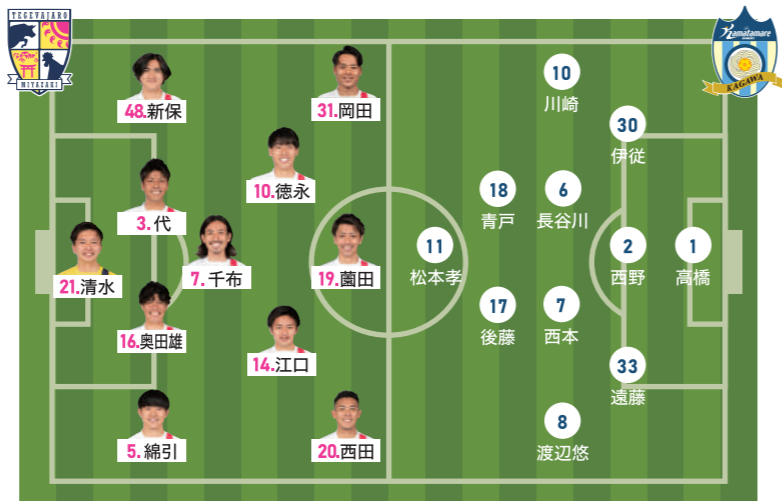 TEGEVAJARO
MIYAZAKI
Kamatamare
KAGAWA
48.新保
31.岡田
10.徳永
3.代
7.千布
21.清水
19.薗田
16.奥田雄
14.江口
5.綿引
20.西田
10
川崎
30
伊従
18
青戸
6
長谷川
11
松本孝
2
西野
1
高橋
17
後藤
7
西本
33
遠藤
8
渡辺悠